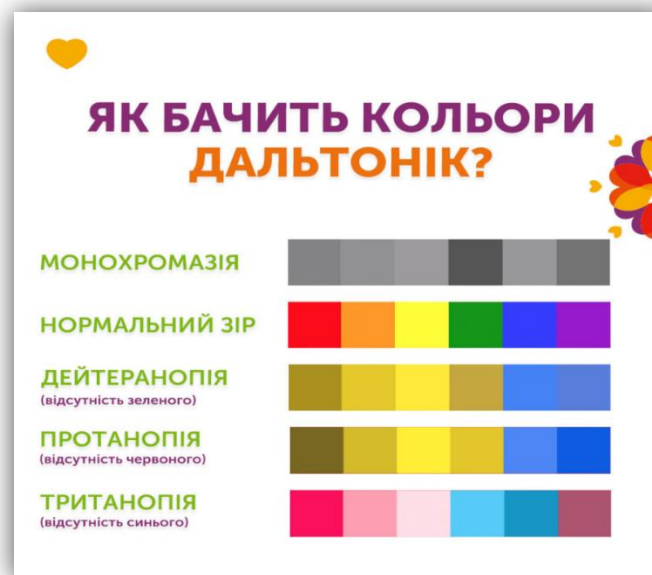 ЯК БАЧИТЬ КОЛЬОРИ
ДАЛЬТОНІК?
МОНОХРОМАЗІЯ
НОРМАЛЬНИЙ ЗІР
ДЕЙТЕРАНОПІЯ
(відсутність зеленого)
ПРОТАНОПІЯ
(відсутність червоного)
ТРИТАНОПІЯ
(відсутність синього)